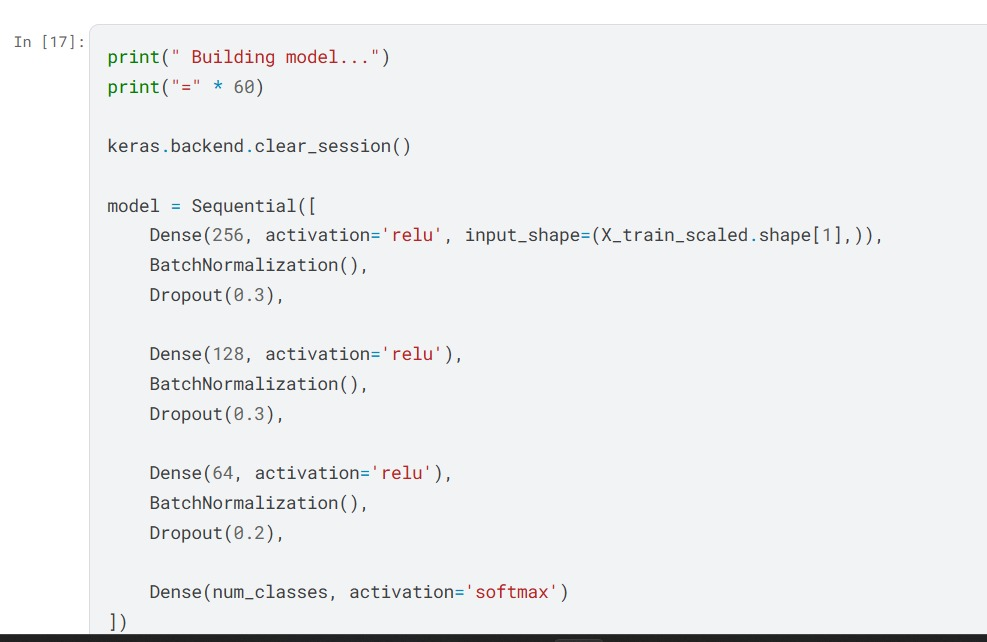 In [17]:
print(" Building model...")
print("=" * 60)
keras.backend.clear_session()
model = Sequential([
    Dense(256, activation='relu', input_shape=(X_train_scaled.shape[1],)),
    BatchNormalization(),
    Dropout(0.3),
    Dense(128, activation='relu'),
    BatchNormalization(),
    Dropout(0.3),
    Dense(64, activation='relu'),
    BatchNormalization(),
    Dropout(0.2),
    Dense(num_classes, activation='softmax')
])